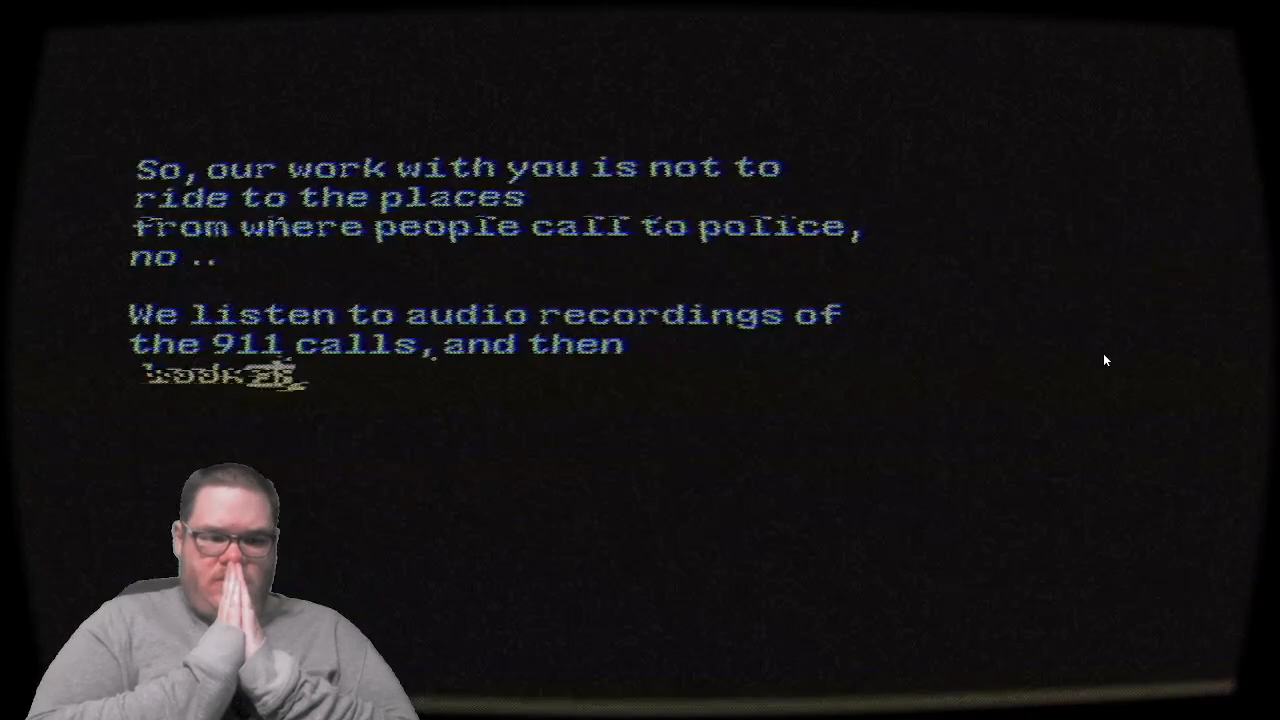 So, our work with you is not to
ride to the places
from where people call to police,
no ..
We listen to audio recordings of
the 911 calls, and then
look